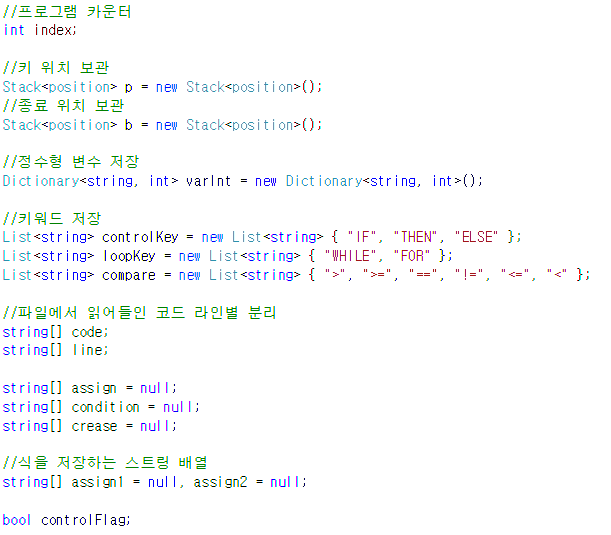 //프로그램 카운터
int index;
//키 위치 보관
Stack<position> p = new Stack<position>();
//종료 위치 보관
Stack<position> b = new Stack<position>();
//정수형 변수 저장
Dictionary<string, int> varInt = new Dictionary<string, int>();
//키워드 저장
List<string> controlKey = new List<string> { "IF", "THEN", "ELSE" };
List<string> loopKey = new List<string> { "WHILE", "FOR" };
List<string> compare = new List<string> { ">", ">=", "==", "!=", "<=", "<" };
//파일에서 읽어들인 코드 라인별 분리
string[] code;
string[] line;
string[] assign = null;
string[] condition = null;
string[] crease = null;
//식을 저장하는 스트링 배열
string[] assign1 = null, assign2 = null;
bool controlFlag;